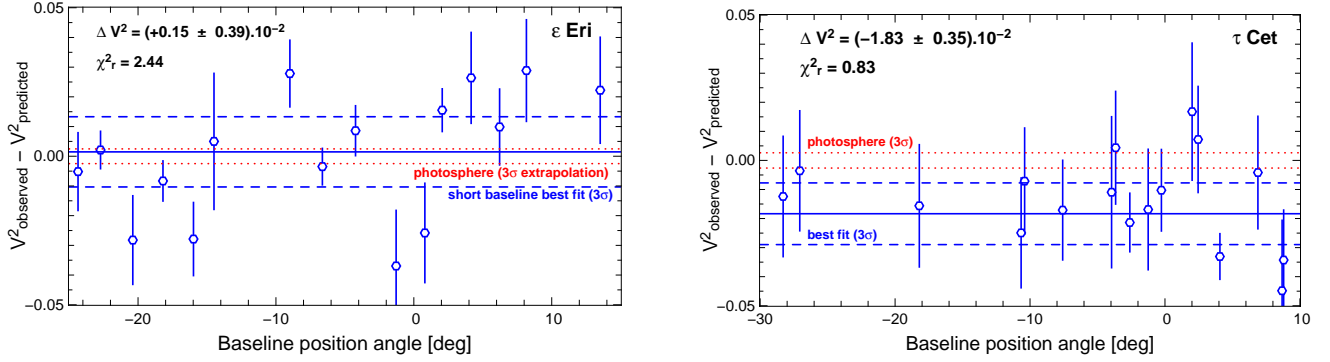 0.05
Δ V² = (+0.15 ± 0.39).10⁻²
ε Eri
χ²r = 2.44
V²observed − V²predicted
0.00
photosphere (3σ extrapolation)
short baseline best fit (3σ)
−0.05
−20 −10 0 10
Baseline position angle [deg]
0.05
Δ V² = (−1.83 ± 0.35).10⁻²
τ Cet
χ²r = 0.83
V²observed − V²predicted
photosphere (3σ)
0.00
best fit (3σ)
−0.05
−30 −20 −10 0 10
Baseline position angle [deg]